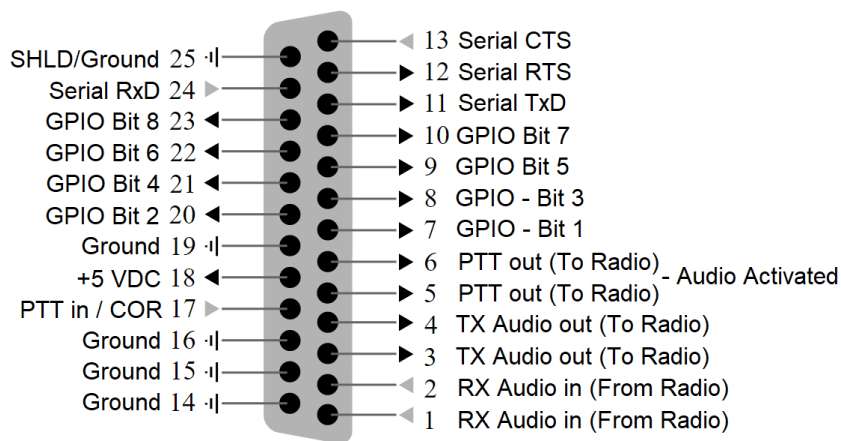 SHLD/Ground 25
Serial RxD 24
GPIO Bit 8 23
GPIO Bit 6 22
GPIO Bit 4 21
GPIO Bit 2 20
Ground 19
+5 VDC 18
PTT in / COR 17
Ground 16
Ground 15
Ground 14
13 Serial CTS
12 Serial RTS
11 Serial TxD
10 GPIO Bit 7
9 GPIO Bit 5
8 GPIO - Bit 3
7 GPIO - Bit 1
6 PTT out (To Radio)
- Audio Activated
5 PTT out (To Radio)
4 TX Audio out (To Radio)
3 TX Audio out (To Radio)
2 RX Audio in (From Radio)
1 RX Audio in (From Radio)